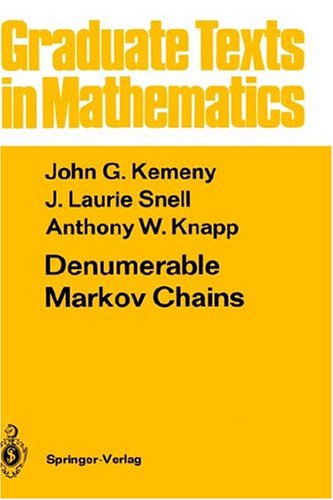 Graduate Texts
in Mathematics
John G. Kemeny
J. Laurie Snell
Anthony W. Knapp
Denumerable
Markov Chains
Springer-Verlag